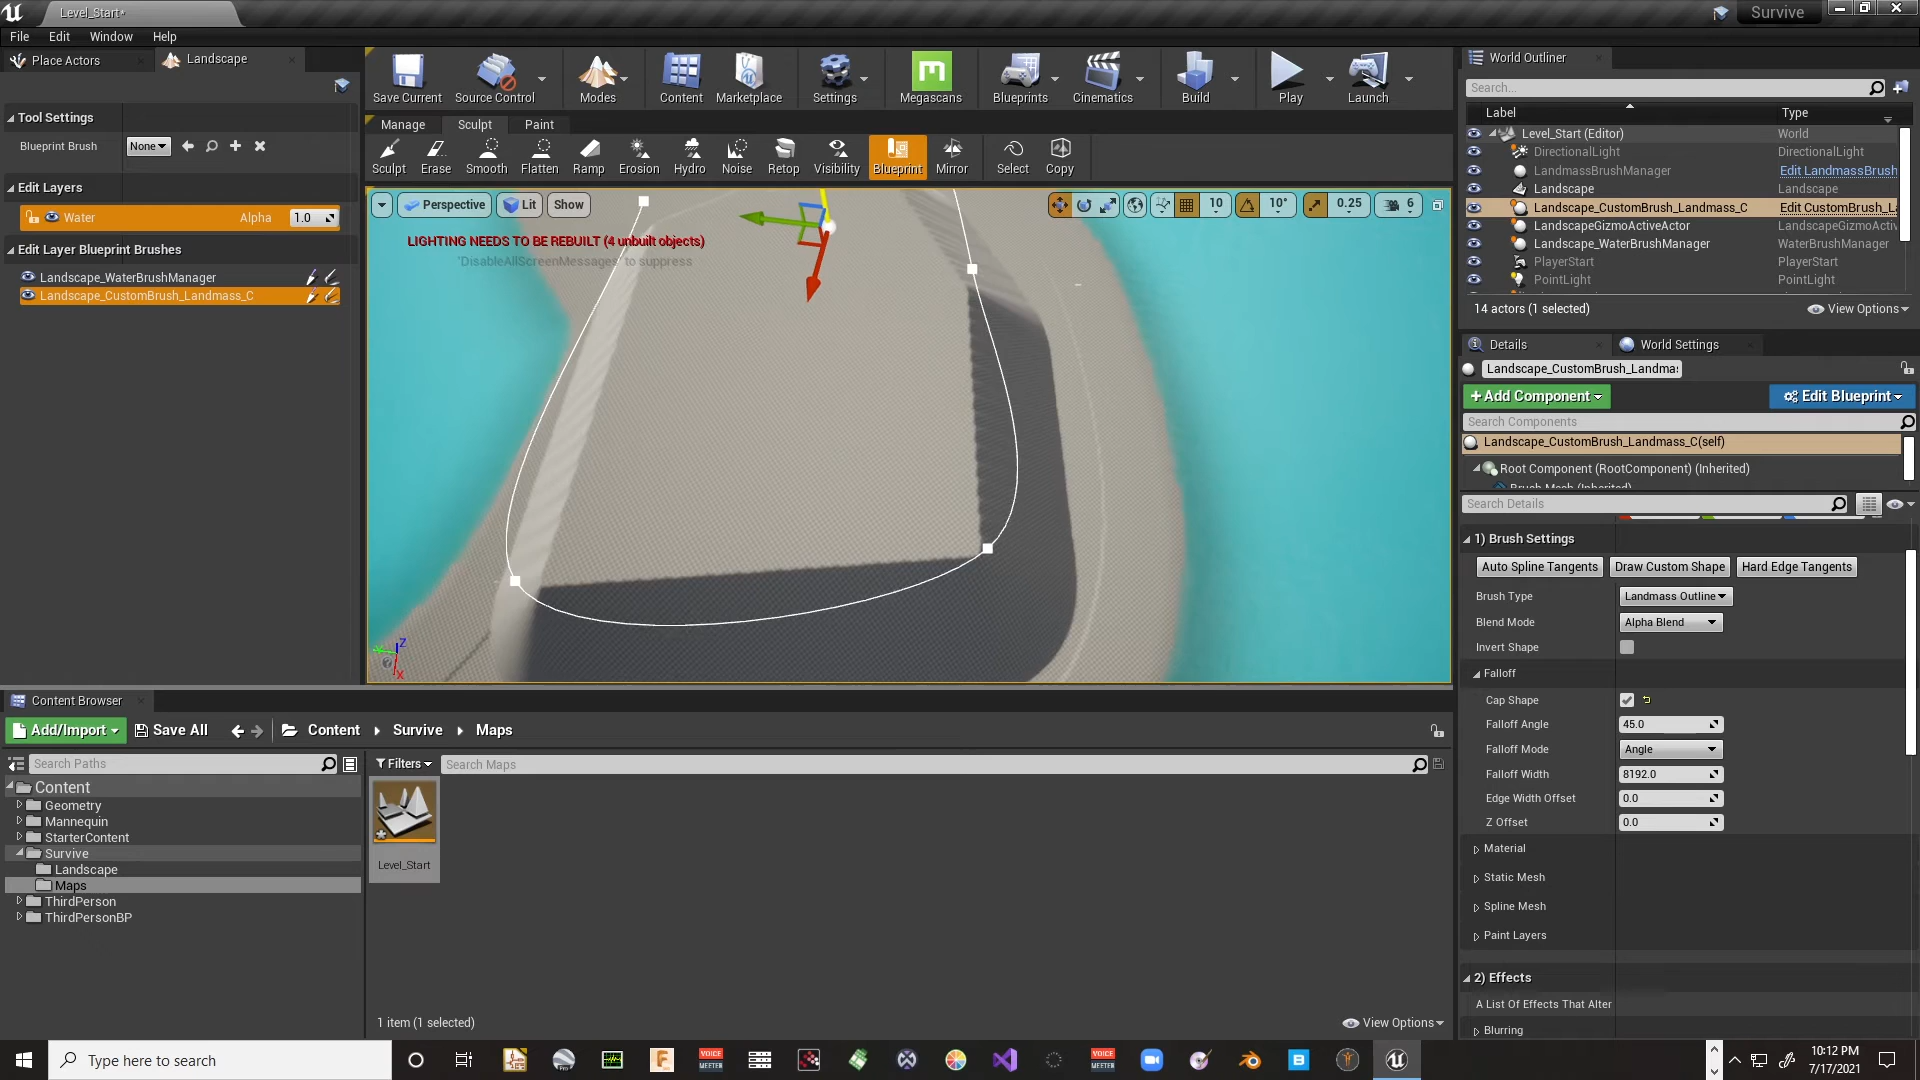 Level_Start*
Survive
File Edit Window Help
Place Actors
Landscape
Tool Settings
Blueprint Brush
None
Edit Layers
Water
Alpha
1.0
Edit Layer Blueprint Brushes
Landscape_WaterBrushManager
Landscape_CustomBrush_Landmass_C
Save Current
Source Control
Modes
Content
Marketplace
Settings
Megascans
Blueprints
Cinematics
Build
Play
Launch
Manage Sculpt Paint
Sculpt Erase Smooth Flatten Ramp Erosion Hydro Noise Retop Visibility Blueprint Mirror Select Copy
Perspective
Lit
Show
10
10°
0.25
6
LIGHTING NEEDS TO BE REBUILT (4 unbuilt objects)
'DisableAllScreenMessages' to suppress
Z
X
World Outliner
Search...
Label
Type
Level_Start (Editor) World
DirectionalLight DirectionalLight
LandmassBrushManager Edit LandmassBrush
Landscape Landscape
Landscape_CustomBrush_Landmass_C Edit CustomBrush_La
LandscapeGizmoActiveActor LandscapeGizmoActiv
Landscape_WaterBrushManager WaterBrushManager
PlayerStart PlayerStart
PointLight PointLight
14 actors (1 selected)
View Options
Details
World Settings
Landscape_CustomBrush_Landmas
+Add Component
Edit Blueprint
Search Components
Landscape_CustomBrush_Landmass_C(self)
Root Component (RootComponent) (Inherited)
Brush Mesh (Inherited)
Search Details
1) Brush Settings
Auto Spline Tangents
Draw Custom Shape
Hard Edge Tangents
Brush Type Landmass Outline
Blend Mode Alpha Blend
Invert Shape
Falloff
Cap Shape
Falloff Angle 45.0
Falloff Mode Angle
Falloff Width 8192.0
Edge Width Offset 0.0
Z Offset 0.0
Material
Static Mesh
Spline Mesh
Paint Layers
2) Effects
A List Of Effects That Alter
Blurring
Content Browser
Add/Import
Save All
Content
Survive
Maps
Search Paths
Filters
Search Maps
Content
Geometry
Mannequin
StarterContent
Survive
Landscape
Maps
ThirdPerson
ThirdPersonBP
Level_Start
1 item (1 selected)
View Options
Type here to search
VOICE
MEETER
F
VOICE
MEETER
B
10:12 PM
7/17/2021